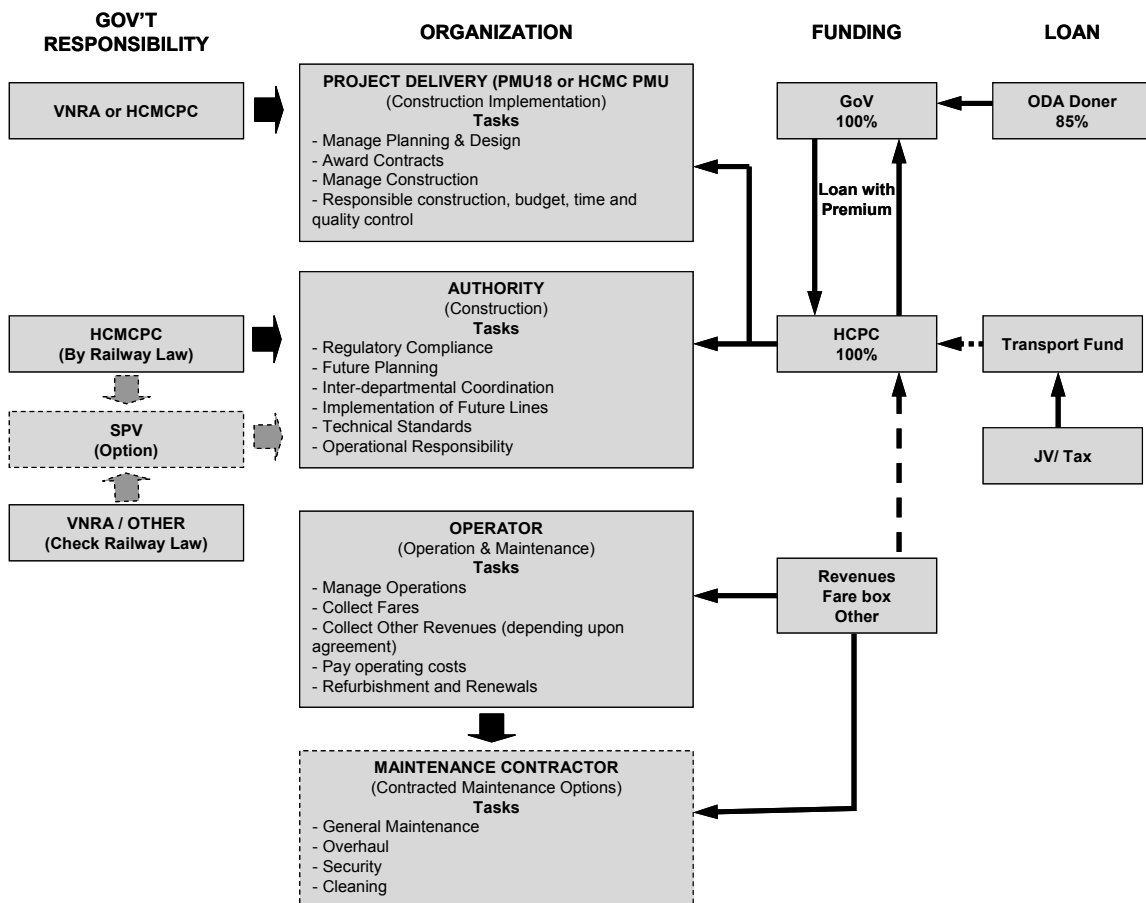 GOV'T
RESPONSIBILITY
ORGANIZATION
FUNDING
LOAN
VNRA or HCMCPC
PROJECT DELIVERY (PMU18 or HCMC PMU
(Construction Implementation)
Tasks
- Manage Planning & Design
- Award Contracts
- Manage Construction
- Responsible construction, budget, time and
quality control
GoV
100%
ODA Doner
85%
Loan with
Premium
HCMCPC
(By Railway Law)
SPV
(Option)
VNRA / OTHER
(Check Railway Law)
AUTHORITY
(Construction)
Tasks
- Regulatory Compliance
- Future Planning
- Inter-departmental Coordination
- Implementation of Future Lines
- Technical Standards
- Operational Responsibility
HCPC
100%
Transport Fund
JV/ Tax
OPERATOR
(Operation & Maintenance)
Tasks
- Manage Operations
- Collect Fares
- Collect Other Revenues (depending upon
agreement)
- Pay operating costs
- Refurbishment and Renewals
Revenues
Fare box
Other
MAINTENANCE CONTRACTOR
(Contracted Maintenance Options)
Tasks
- General Maintenance
- Overhaul
- Security
- Cleaning